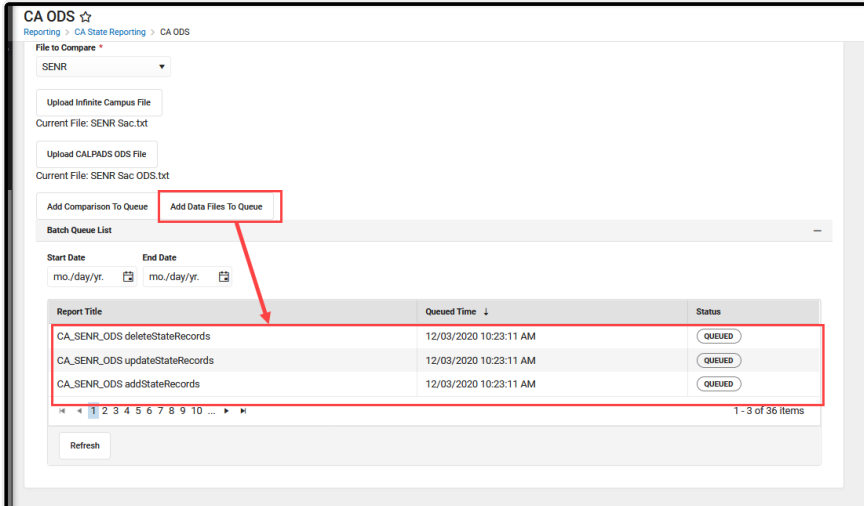 CA ODS
Reporting > CA State Reporting > CA ODS
File to Compare *
SENR
Upload Infinite Campus File
Current File: SENR Sac.txt
Upload CALPADS ODS File
Current File: SENR Sac ODS.txt
Add Comparison To Queue Add Data Files To Queue
Batch Queue List
Start Date End Date
mo./day/yr. mo./day/yr.
Report Title Queued Time ↓ Status
CA_SENR_ODS deleteStateRecords 12/03/2020 10:23:11 AM QUEUED
CA_SENR_ODS updateStateRecords 12/03/2020 10:23:11 AM QUEUED
CA_SENR_ODS addStateRecords 12/03/2020 10:23:11 AM QUEUED
1 2 3 4 5 6 7 8 9 10 ... 1 - 3 of 36 items
Refresh